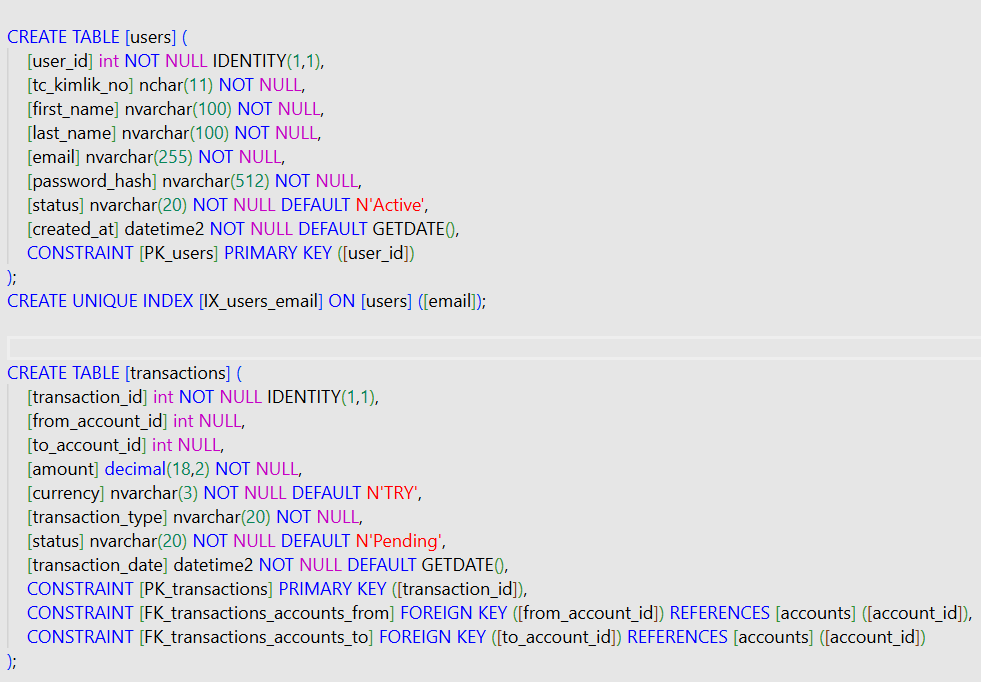 CREATE TABLE [users] (
[user_id] int NOT NULL IDENTITY(1,1),
[tc_kimlik_no] nchar(11) NOT NULL,
[first_name] nvarchar(100) NOT NULL,
[last_name] nvarchar(100) NOT NULL,
[email] nvarchar(255) NOT NULL,
[password_hash] nvarchar(512) NOT NULL,
[status] nvarchar(20) NOT NULL DEFAULT N'Active',
[created_at] datetime2 NOT NULL DEFAULT GETDATE(),
CONSTRAINT [PK_users] PRIMARY KEY ([user_id])
);
CREATE UNIQUE INDEX [IX_users_email] ON [users] ([email]);
CREATE TABLE [transactions] (
[transaction_id] int NOT NULL IDENTITY(1,1),
[from_account_id] int NULL,
[to_account_id] int NULL,
[amount] decimal(18,2) NOT NULL,
[currency] nvarchar(3) NOT NULL DEFAULT N'TRY',
[transaction_type] nvarchar(20) NOT NULL,
[status] nvarchar(20) NOT NULL DEFAULT N'Pending',
[transaction_date] datetime2 NOT NULL DEFAULT GETDATE(),
CONSTRAINT [PK_transactions] PRIMARY KEY ([transaction_id]),
CONSTRAINT [FK_transactions_accounts_from] FOREIGN KEY ([from_account_id]) REFERENCES [accounts] ([account_id]),
CONSTRAINT [FK_transactions_accounts_to] FOREIGN KEY ([to_account_id]) REFERENCES [accounts] ([account_id])
);